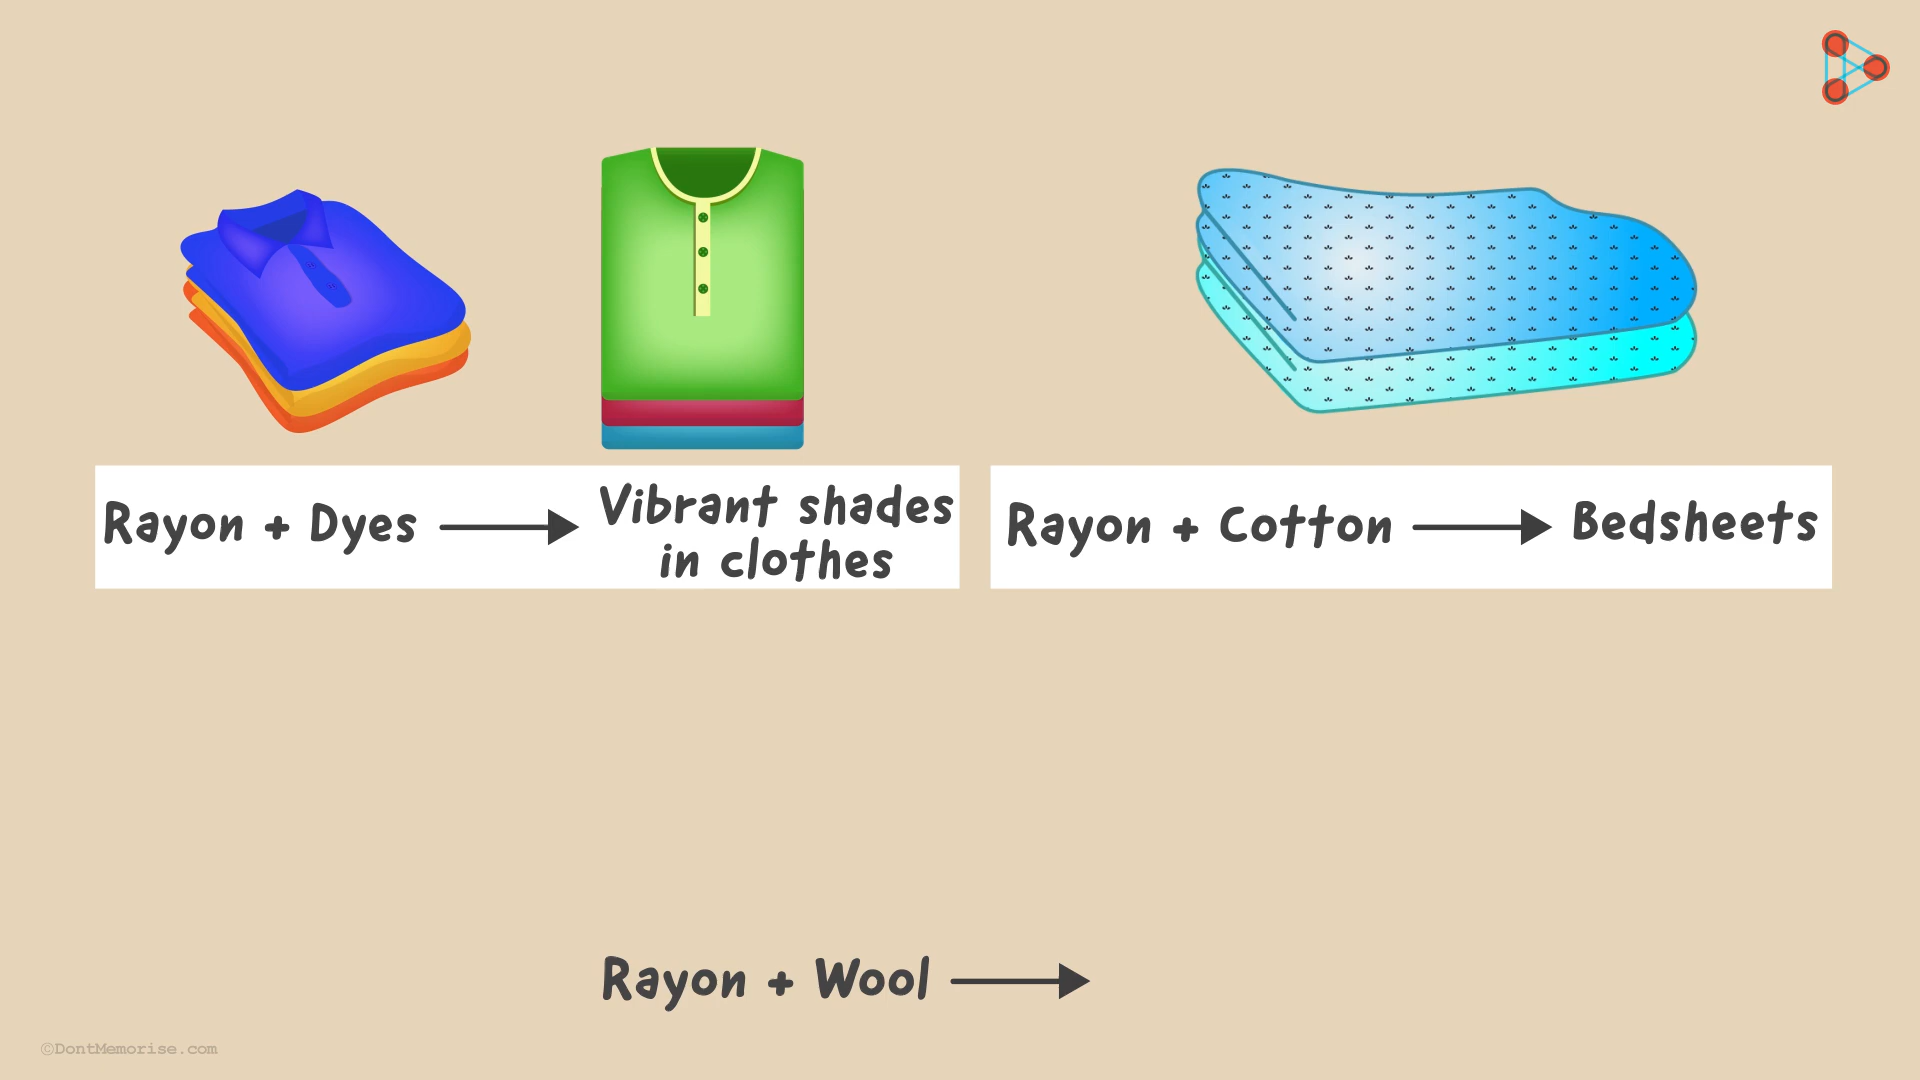 Rayon + Dyes → Vibrant shades
in clothes
Rayon + Cotton → Bedsheets
Rayon + Wool →
©DontMemorise.com